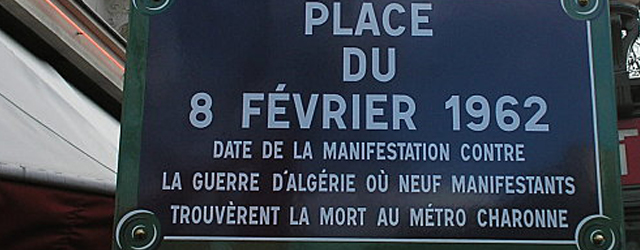 PLACE
DU
8 FÉVRIER 1962
DATE DE LA MANIFESTATION CONTRE
LA GUERRE D'ALGÉRIE OÙ NEUF MANIFESTANTS
TROUVÈRENT LA MORT AU MÉTRO CHARONNE